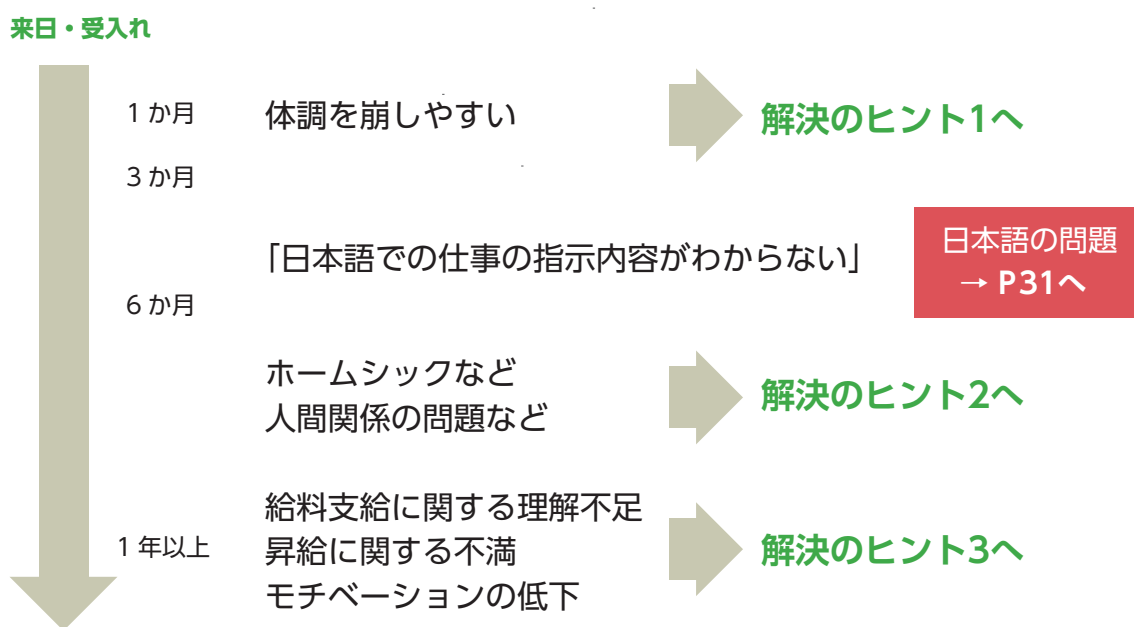 来日・受入れ
1 か月
体調を崩しやすい
解決のヒント1へ
3 か月
「日本語での仕事の指示内容がわからない」
日本語の問題
→ P31へ
6 か月
ホームシックなど
人間関係の問題など
解決のヒント2へ
給料支給に関する理解不足
1 年以上
昇給に関する不満
モチベーションの低下
解決のヒント3へ